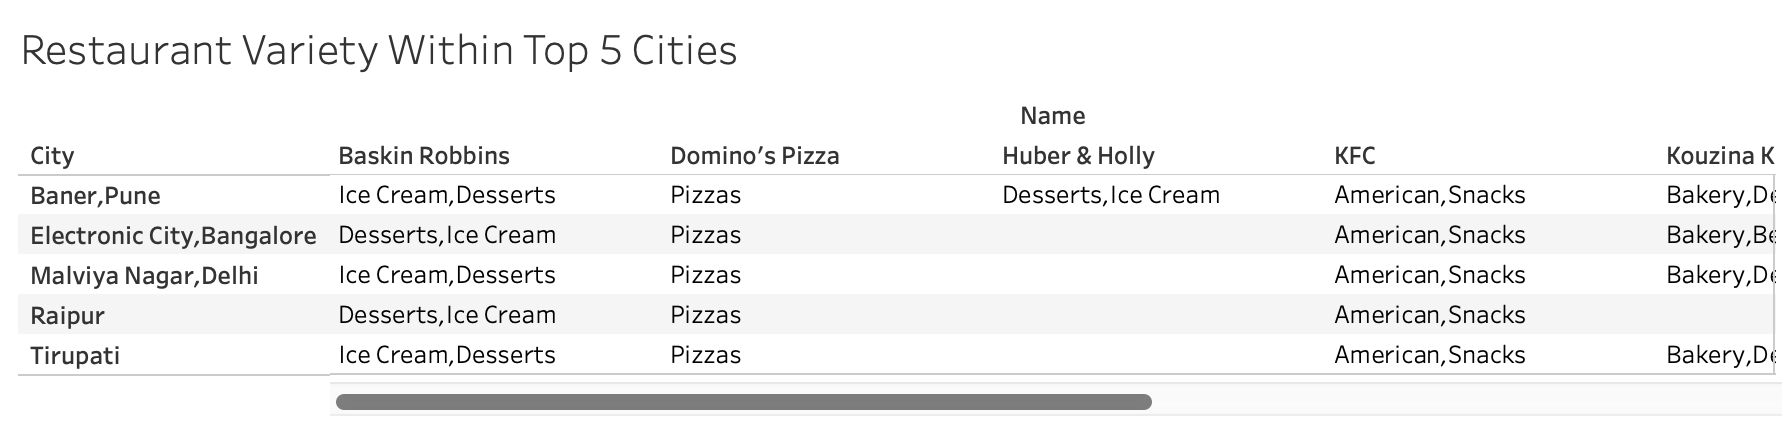 Restaurant Variety Within Top 5 Cities
Name
City Baskin Robbins Domino’s Pizza Huber & Holly KFC Kouzina K
Baner,Pune Ice Cream,Desserts Pizzas Desserts,Ice Cream American,Snacks Bakery,De
Electronic City,Bangalore Desserts,Ice Cream Pizzas American,Snacks Bakery,Be
Malviya Nagar,Delhi Ice Cream,Desserts Pizzas American,Snacks Bakery,De
Raipur Desserts,Ice Cream Pizzas American,Snacks
Tirupati Ice Cream,Desserts Pizzas American,Snacks Bakery,De